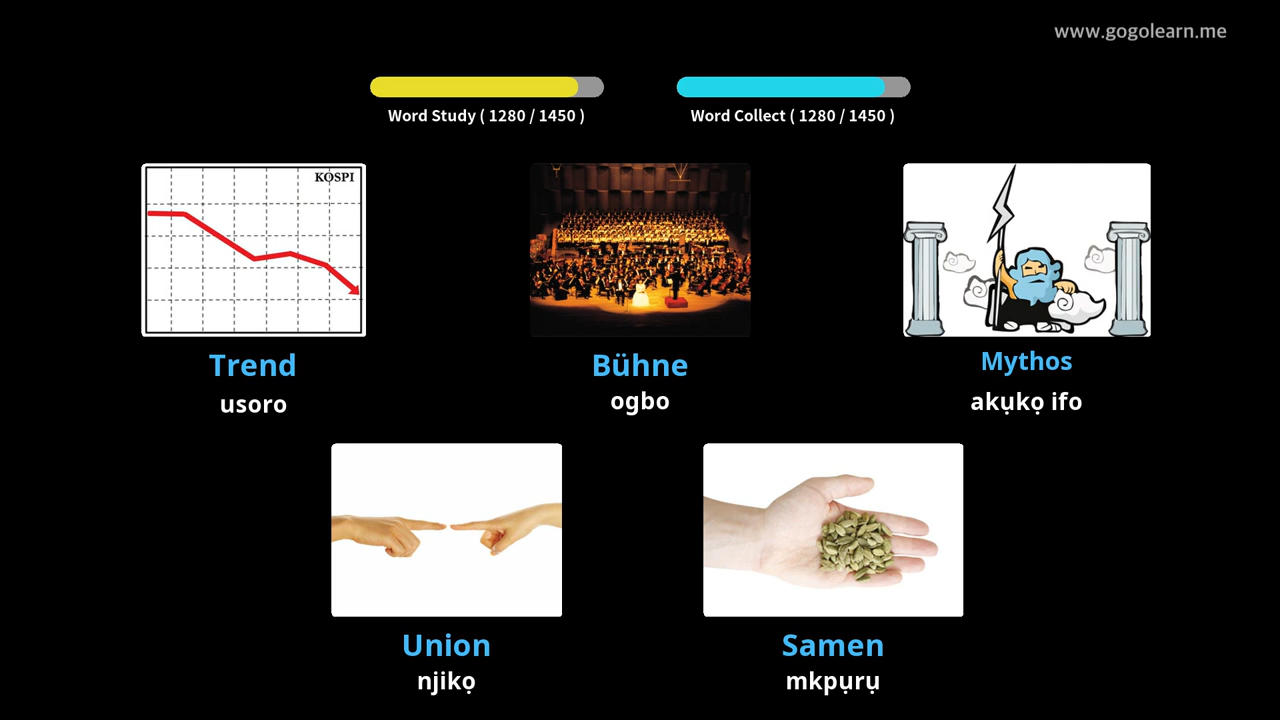 www.gogolearn.me
Word Study ( 1280 / 1450 )
Word Collect ( 1280 / 1450 )
KOSPI
Trend
usoro
Bühne
ogbo
Mythos
akụkọ ifo
Union
njikọ
Samen
mkpụrụ